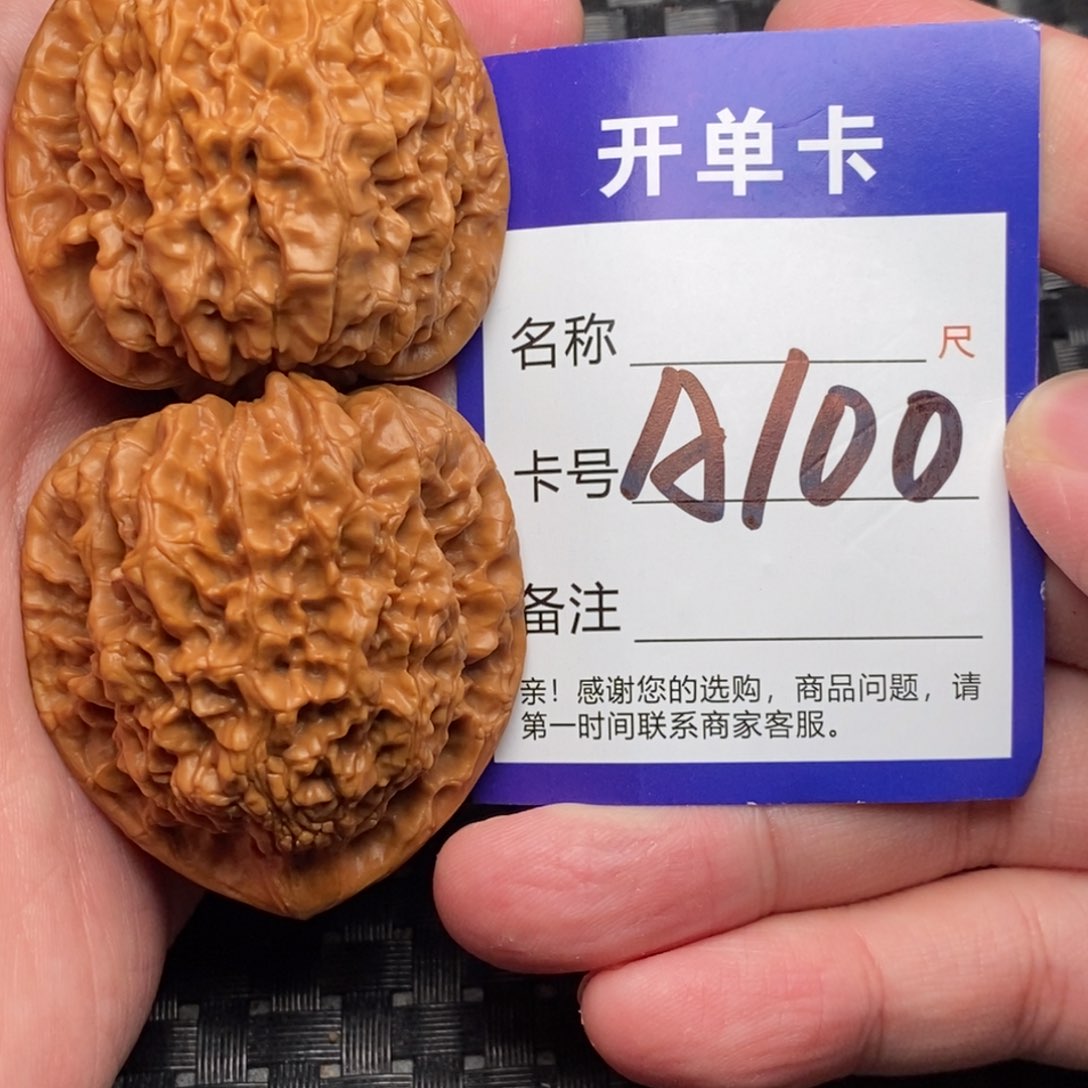 开单卡
名称 尺
卡号 A100
备注
亲！感谢您的选购，商品问题，请
第一时间联系商家客服。